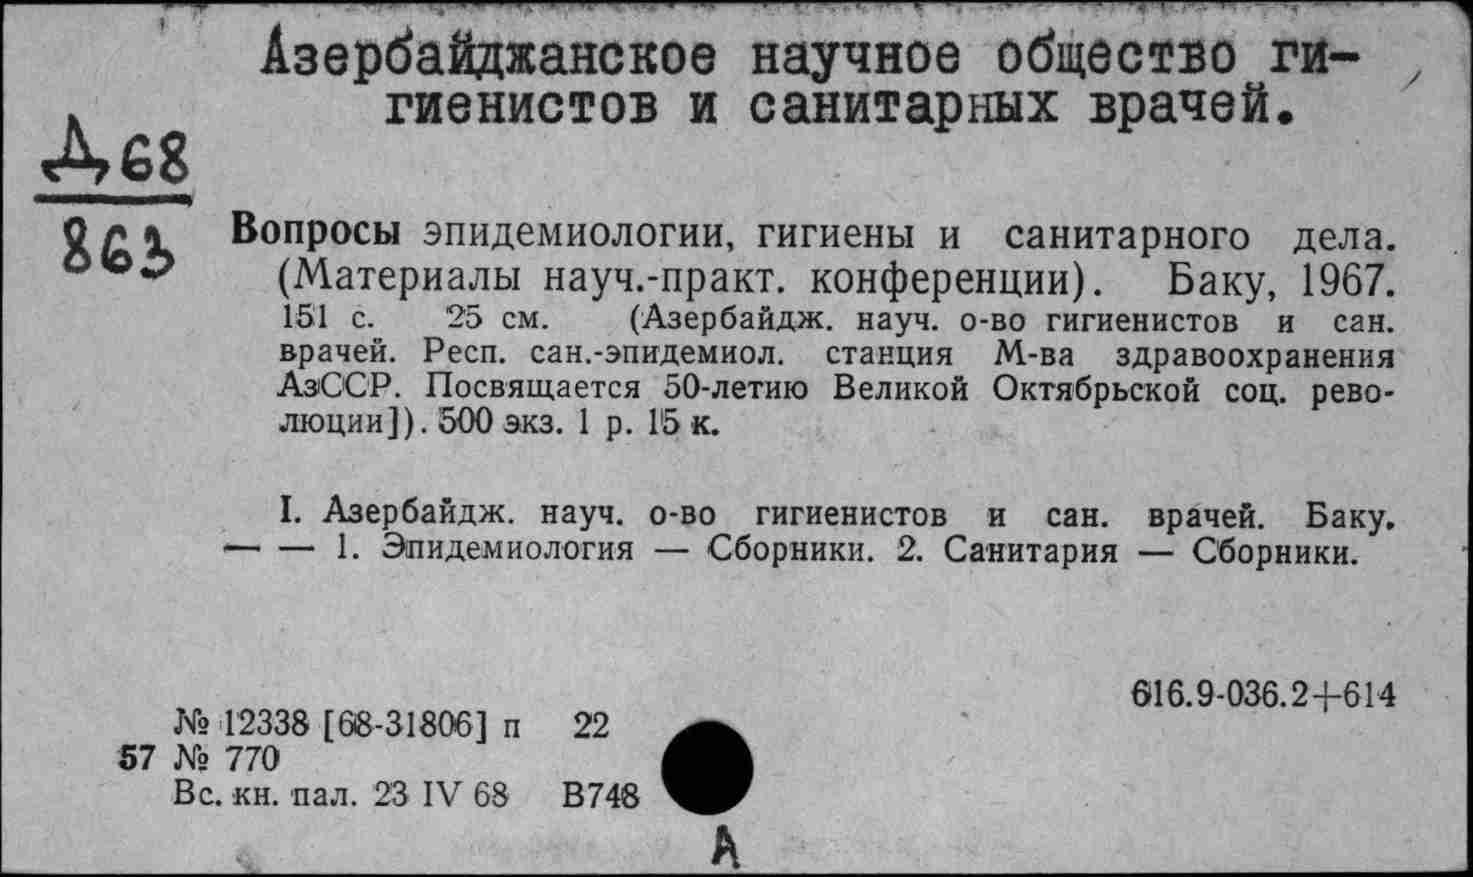 Азербайджанское научное общество ги-
гиенистов и санитарных врачей.
Д68
863
Вопросы эпидемиологии, гигиены и санитарного дела.
(Материалы науч.-практ. конференции). Баку, 1967.
151 с. 25 см. (Азербайдж. науч. о-во гигиенистов и сан.
врачей. Респ. сан.-эпидемиол. станция М-ва здравоохранения
АзССР. Посвящается 50-летию Великой Октябрьской соц. рево-
люции]). 500 экз. 1 р. 15 к.
I. Азербайдж. науч. о-во гигиенистов и сан. врачей. Баку.
— — 1. Эпидемиология — Сборники. 2. Санитария — Сборники.
616.9-036.2+614
№ 12338 [68-31806] п 22
57 № 770
Вс. кн. пал. 23 IV 68 В748
А